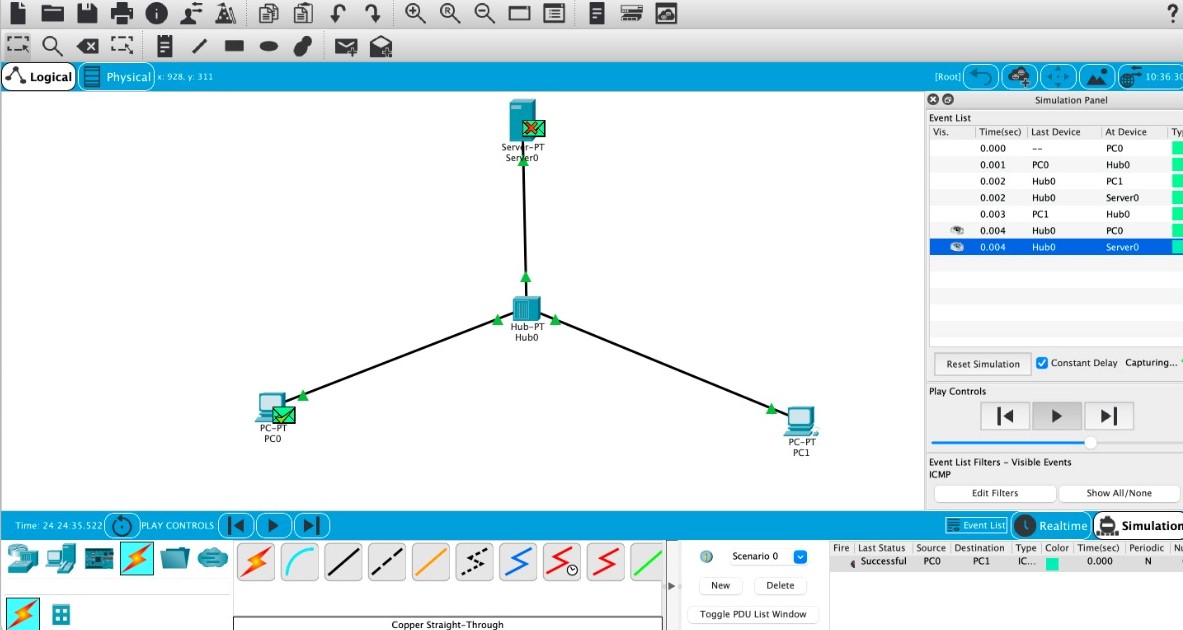 Logical
Physical
x: 928, y: 311
[Root]
10:36:30
Simulation Panel
Event List
Vis. Time(sec) Last Device At Device Ty
0.000 -- PC0
0.001 PC0 Hub0
0.002 Hub0 PC1
0.002 Hub0 Server0
0.003 PC1 Hub0
0.004 Hub0 PC0
0.004 Hub0 Server0
Server-PT
Server0
Hub-PT
Hub0
PC-PT
PC0
PC-PT
PC1
Reset Simulation
Constant Delay
Capturing...
Play Controls
Event List Filters - Visible Events
ICMP
Edit Filters
Show All/None
Time: 24 24:35.522
PLAY CONTROLS
Event List
Realtime
Simulation
Scenario 0
New
Delete
Toggle PDU List Window
Fire Last Status Source Destination Type Color Time(sec) Periodic Nu
Successful PC0 PC1 IC... 0.000 N
Copper Straight-Through